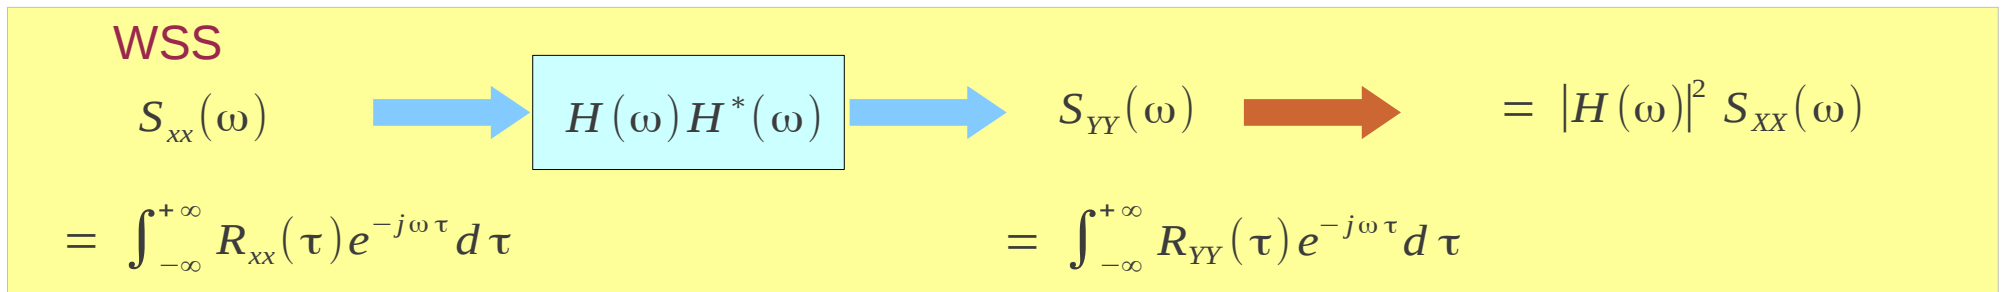 WSS
S_xx(ω) H(ω)H*(ω) S_YY(ω) = |H(ω)|² S_XX(ω)
= ∫_{−∞}^{+∞} R_xx(τ)e^{−jωτ}dτ = ∫_{−∞}^{+∞} R_YY(τ)e^{−jωτ}dτ